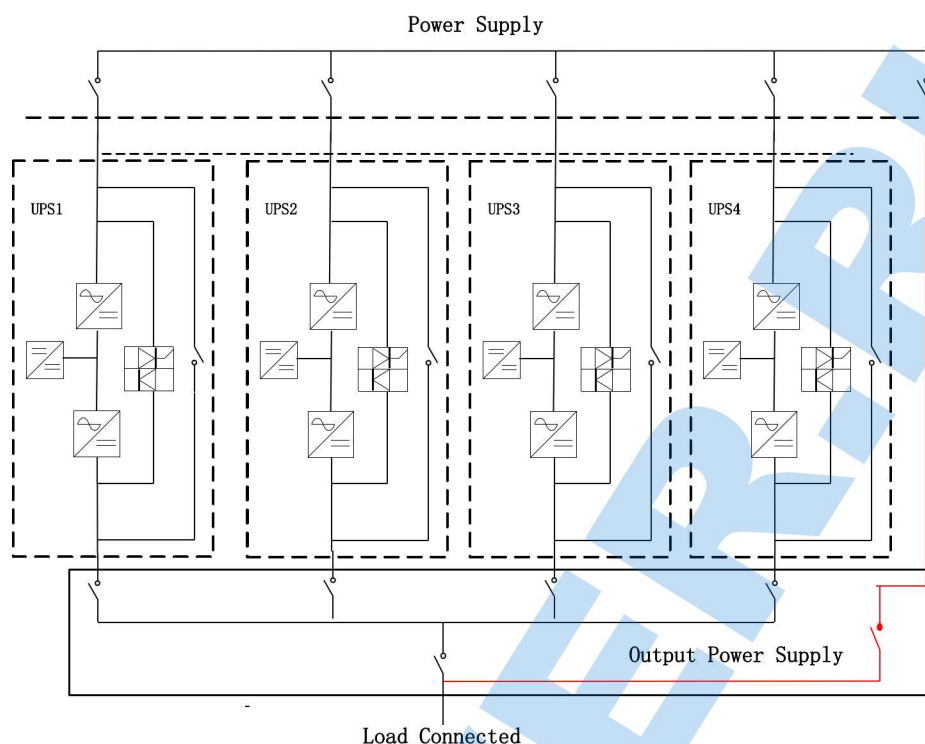 Power Supply
UPS1
UPS2
UPS3
UPS4
Output Power Supply
Load Connected